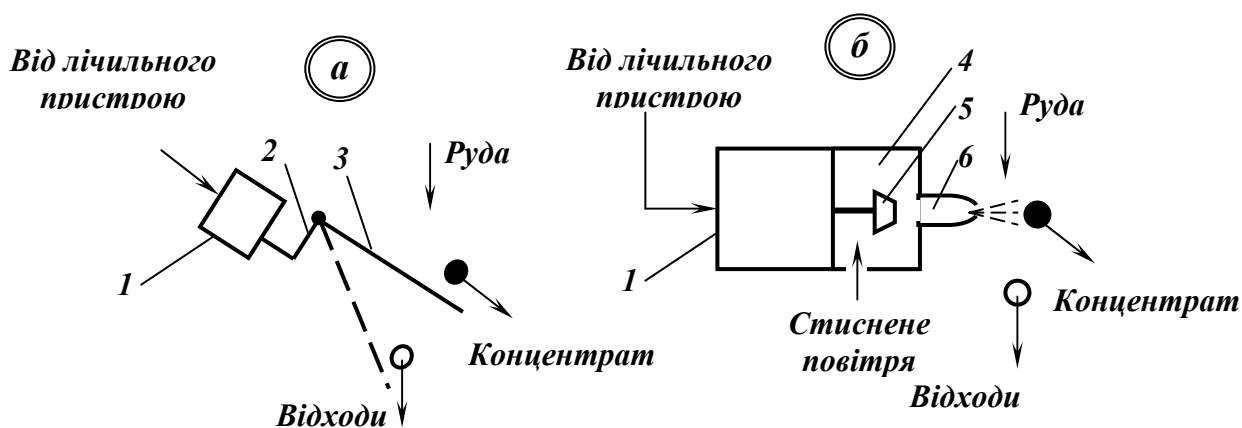 а
Від лічильного
пристрою
2
3
Руда
1
Концентрат
Відходи
б
Від лічильного
пристрою
4
5
6
Руда
1
Стиснене
повітря
Концентрат
Відходи